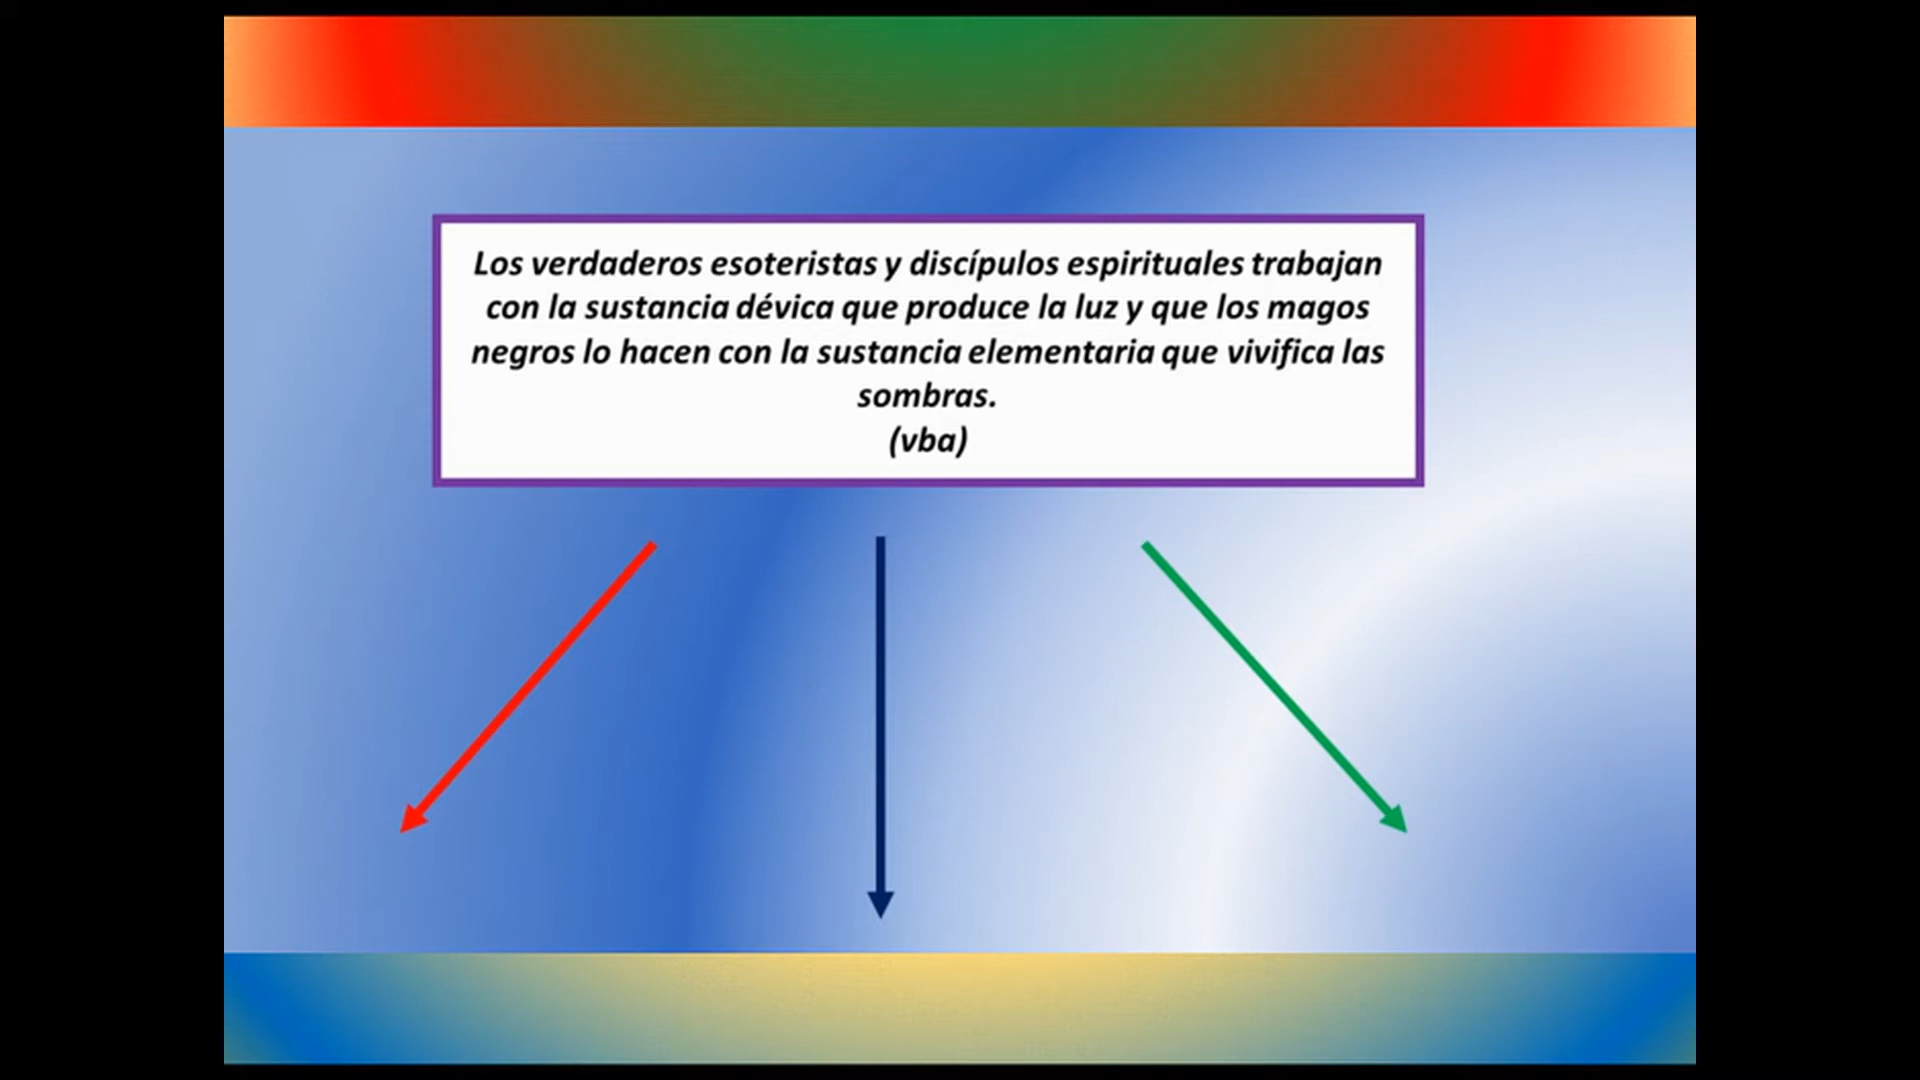 Los verdaderos esoteristas y discípulos espirituales trabajan
con la sustancia dévica que produce la luz y que los magos
negros lo hacen con la sustancia elementaria que vivifica las
sombras.
(vba)